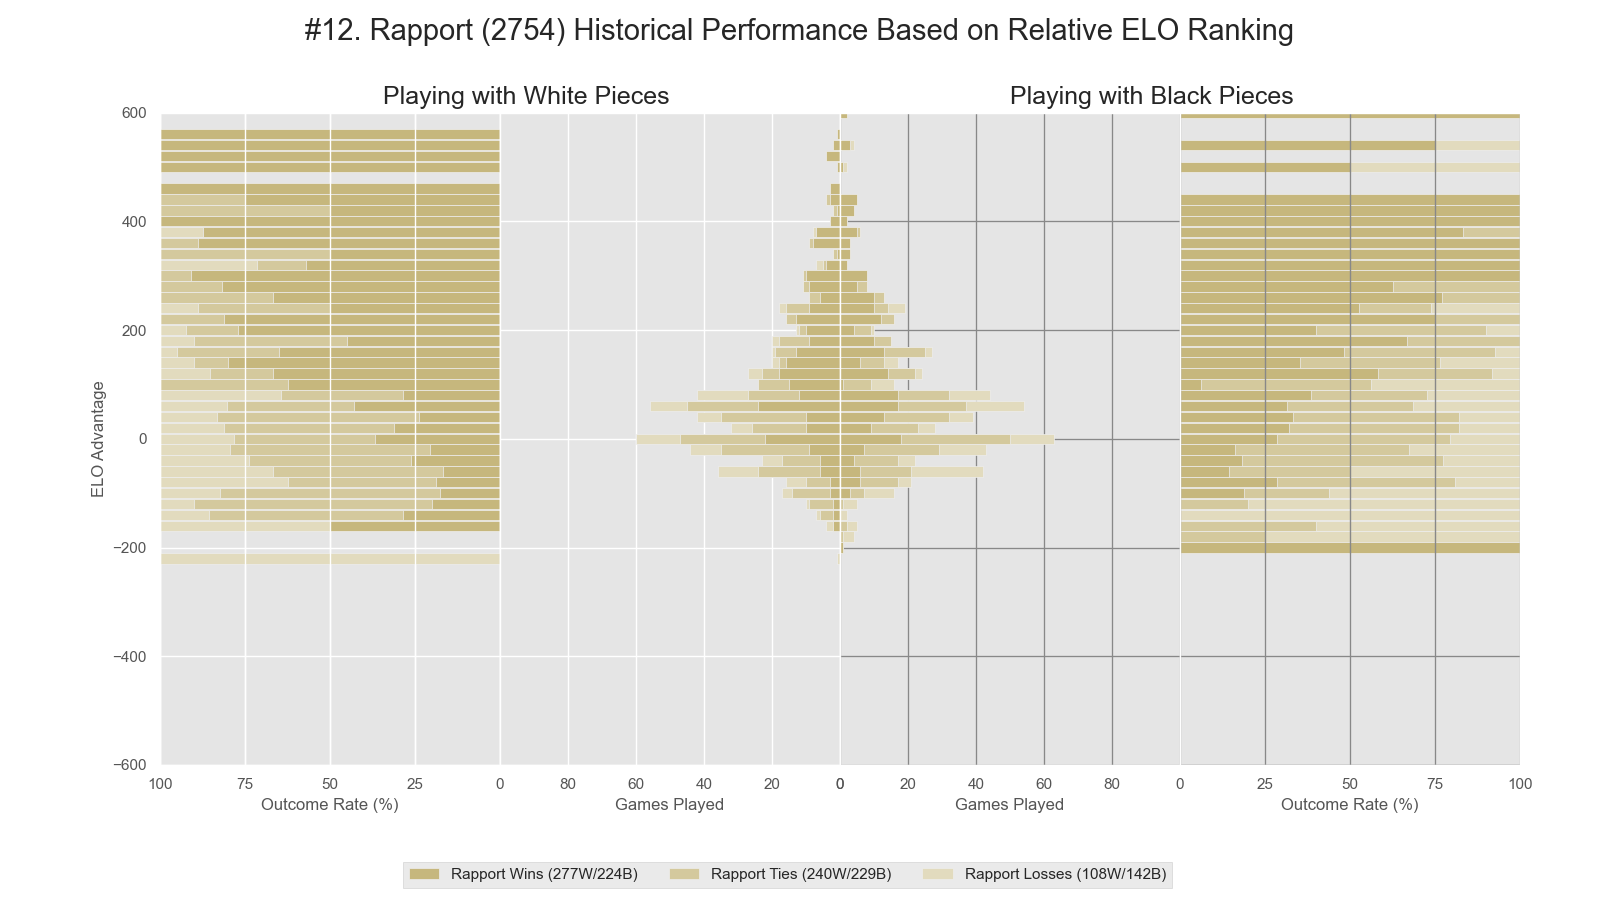 #12. Rapport (2754) Historical Performance Based on Relative ELO Ranking
Playing with White Pieces
Playing with Black Pieces
600
400
200
0
−200
−400
−600
ELO Advantage
100 75 50 25 0 60 40 20 0 0 20 40 60 0 25 50 75 100
Outcome Rate (%) Games Played Games Played Outcome Rate (%)
Rapport Wins (277W/224B) Rapport Ties (240W/229B) Rapport Losses (108W/142B)